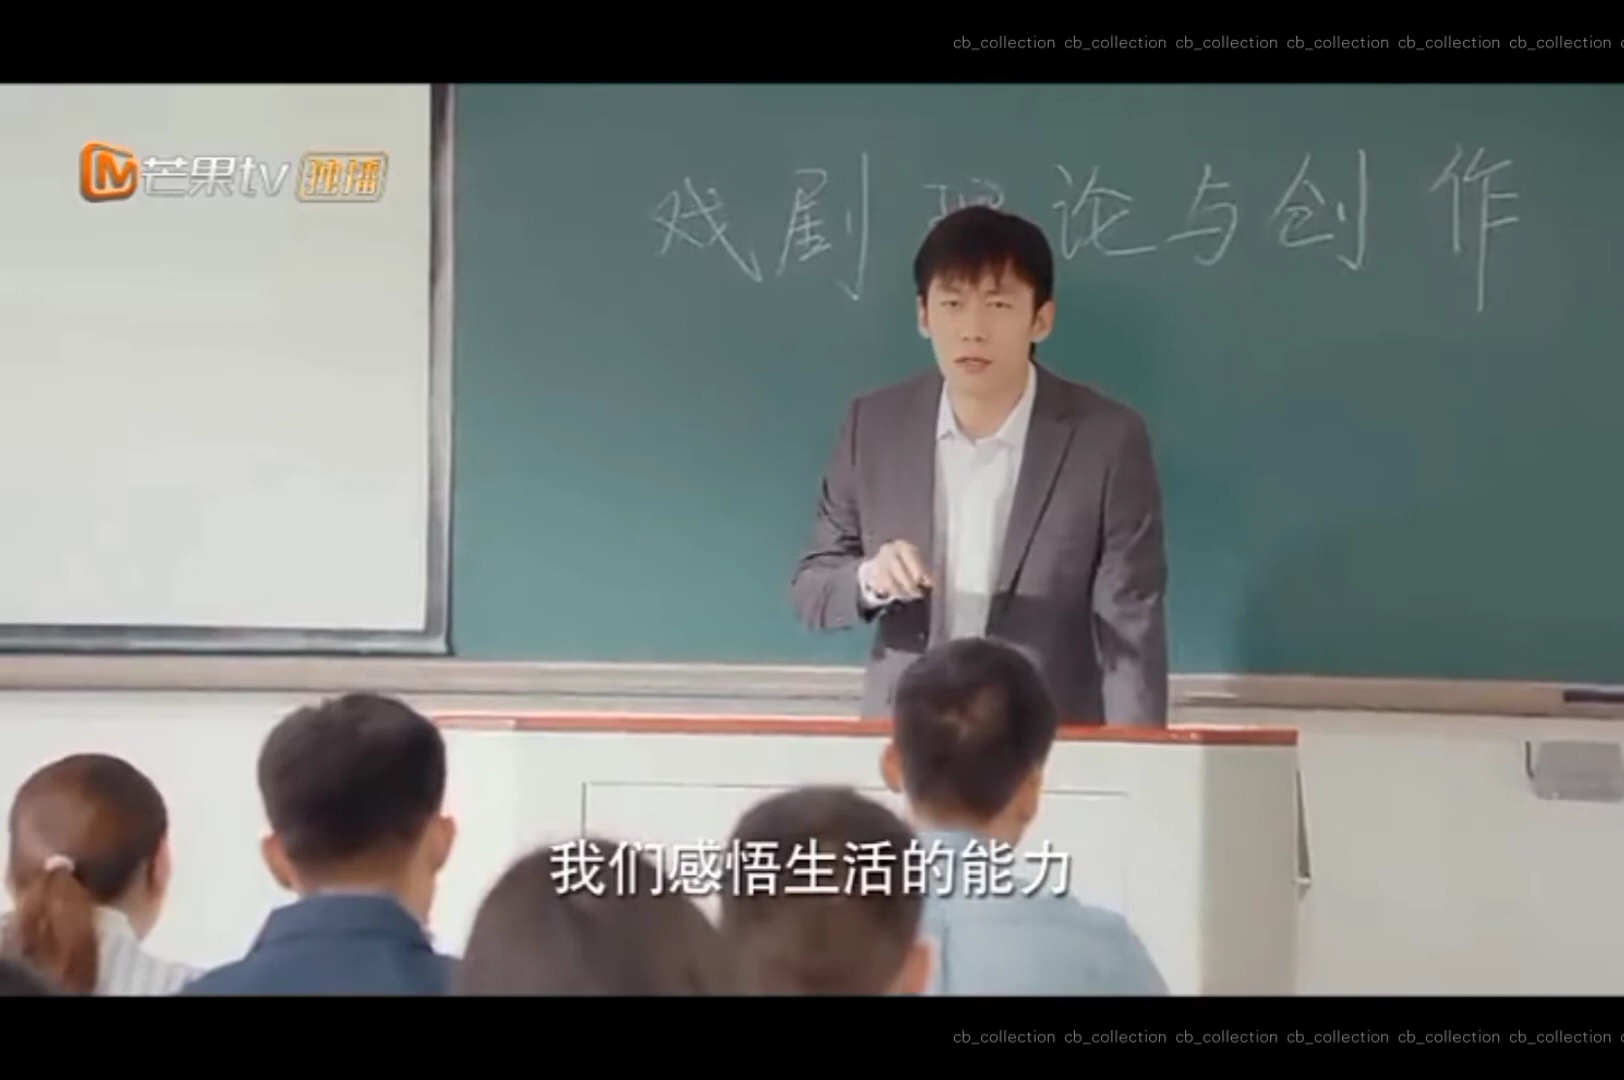 cb_collection cb_collection cb_collection cb_collection cb_collection cb_collection
芒果tv 独播
戏剧理论与创作
我们感悟生活的能力
cb_collection cb_collection cb_collection cb_collection cb_collection cb_collection